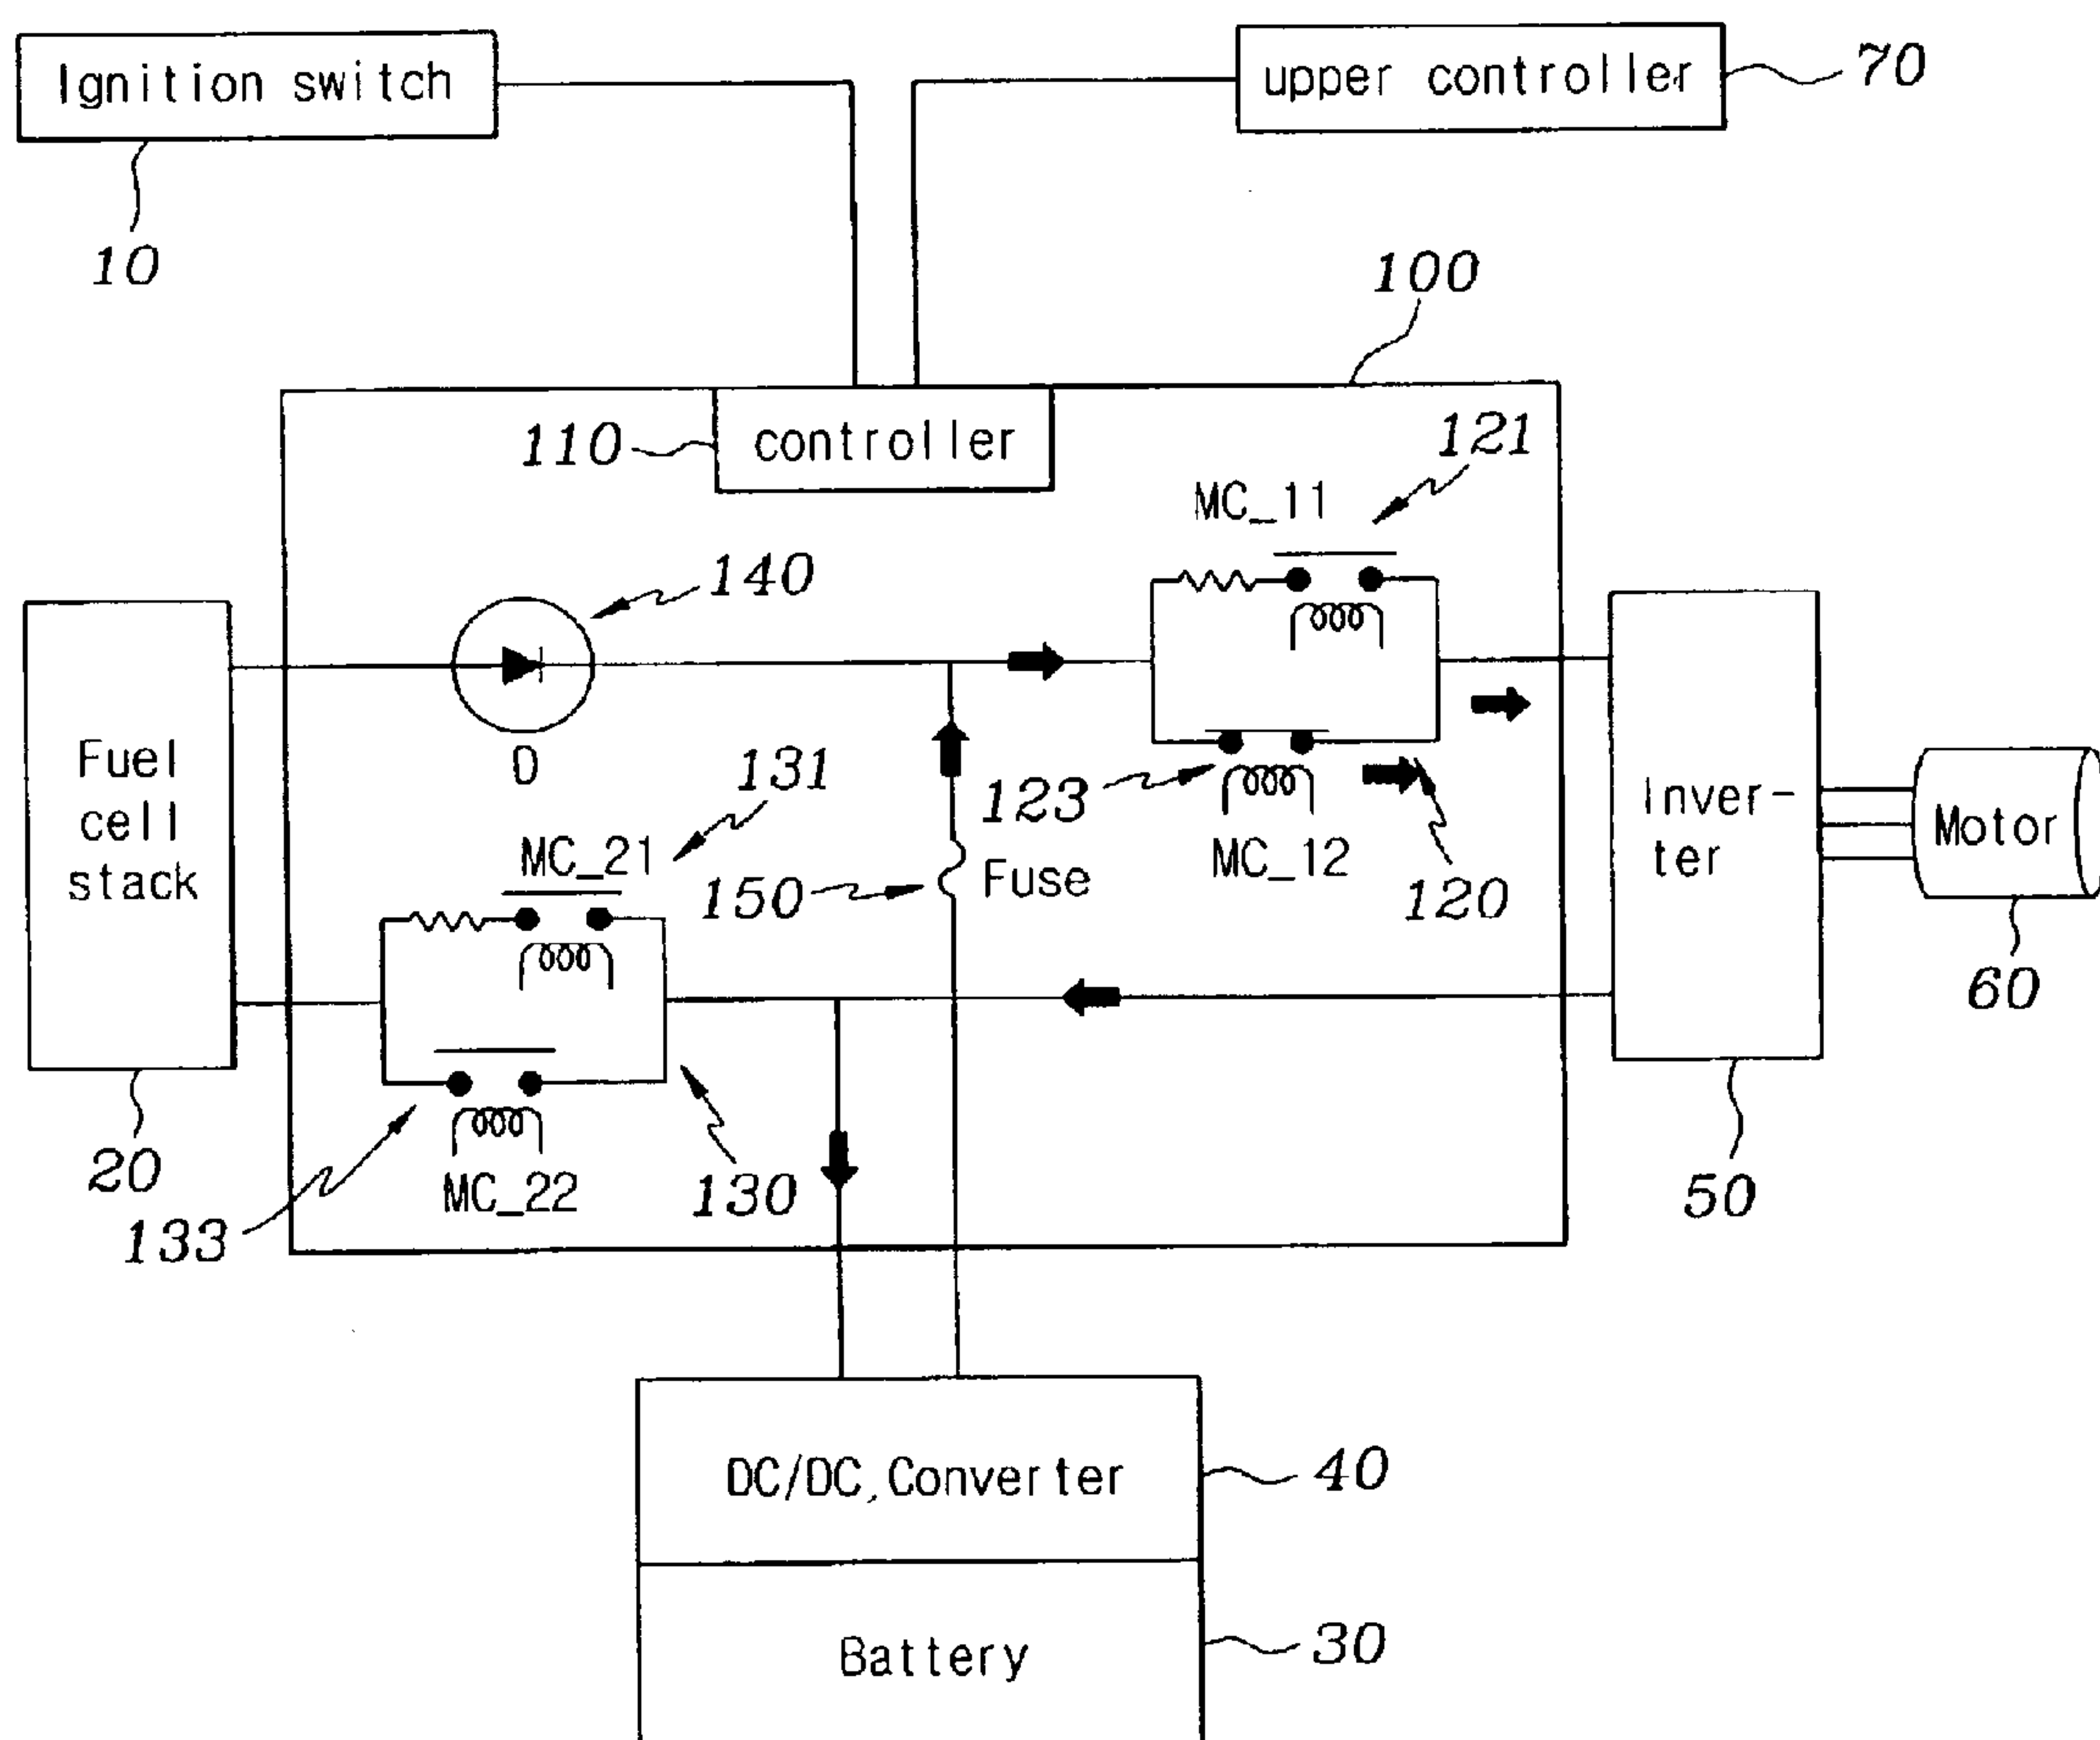 Ignition switch
upper controller
70
10
100
110
controller
121
MC_11
140
D
131
123
MC_12
120
MC_21
150
Fuse
Fuel
cell
stack
Inver-
ter
Motor
60
20
133
MC_22
130
50
DC/DC,Converter
40
Battery
30